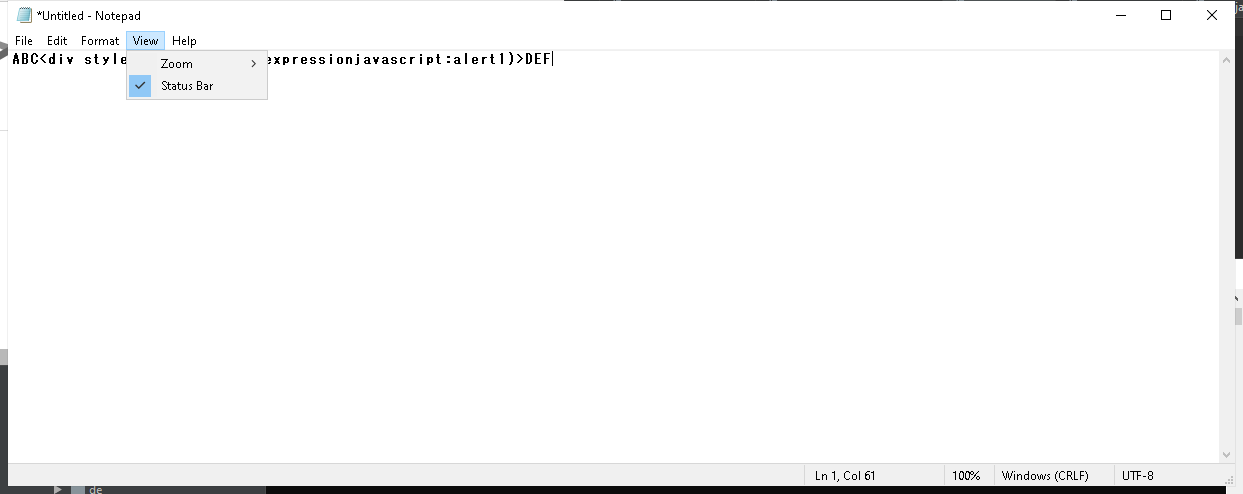 *Untitled - Notepad
File Edit Format View Help
ABC<div style expressionjavascript:alert1)>DEF
Zoom
Status Bar
Ln 1, Col 61 100% Windows (CRLF) UTF-8
de